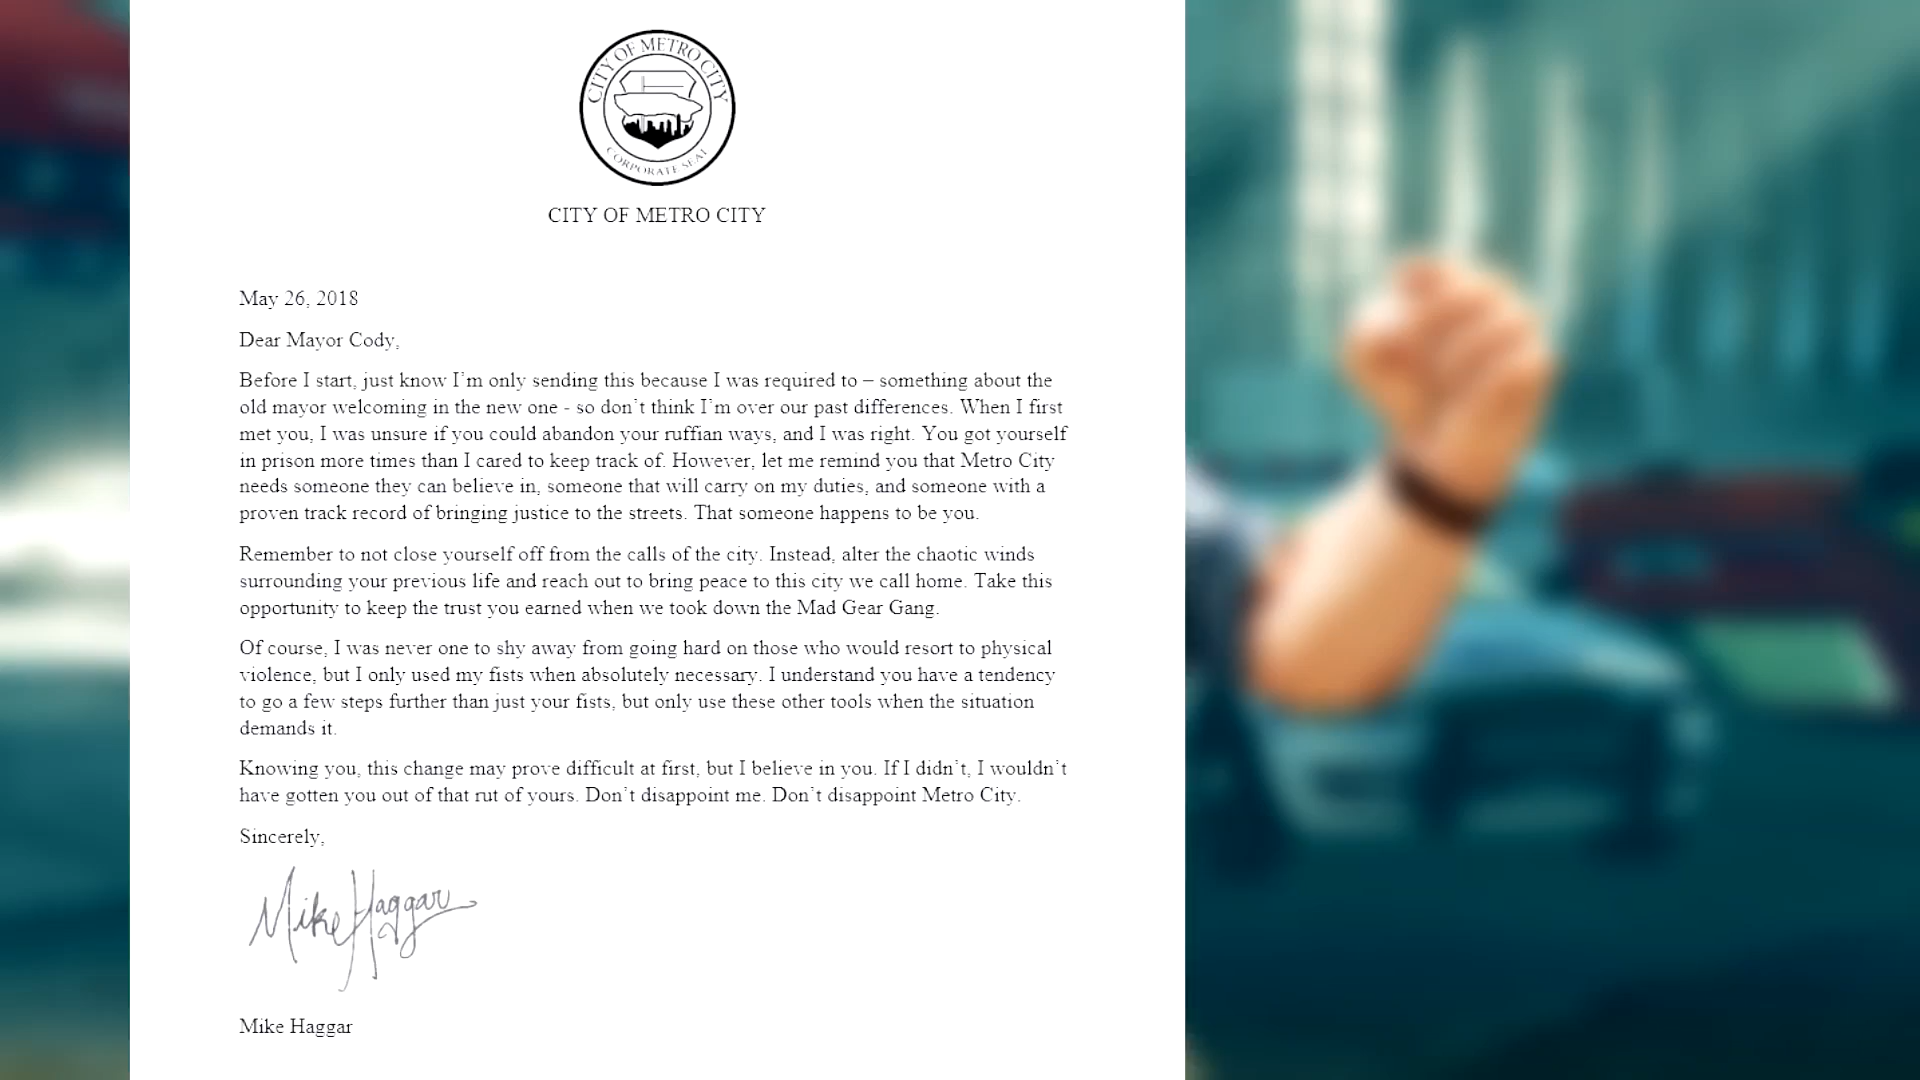 CITY OF METRO CITY
CORPORATE SEAL
CITY OF METRO CITY
May 26, 2018
Dear Mayor Cody,
Before I start, just know I'm only sending this because I was required to – something about the
old mayor welcoming in the new one - so don't think I'm over our past differences. When I first
met you, I was unsure if you could abandon your ruffian ways, and I was right. You got yourself
in prison more times than I cared to keep track of. However, let me remind you that Metro City
needs someone they can believe in, someone that will carry on my duties, and someone with a
proven track record of bringing justice to the streets. That someone happens to be you.
Remember to not close yourself off from the calls of the city. Instead, alter the chaotic winds
surrounding your previous life and reach out to bring peace to this city we call home. Take this
opportunity to keep the trust you earned when we took down the Mad Gear Gang.
Of course, I was never one to shy away from going hard on those who would resort to physical
violence, but I only used my fists when absolutely necessary. I understand you have a tendency
to go a few steps further than just your fists, but only use these other tools when the situation
demands it.
Knowing you, this change may prove difficult at first, but I believe in you. If I didn't, I wouldn't
have gotten you out of that rut of yours. Don't disappoint me. Don't disappoint Metro City.
Sincerely,
Mike Haggar
Mike Haggar